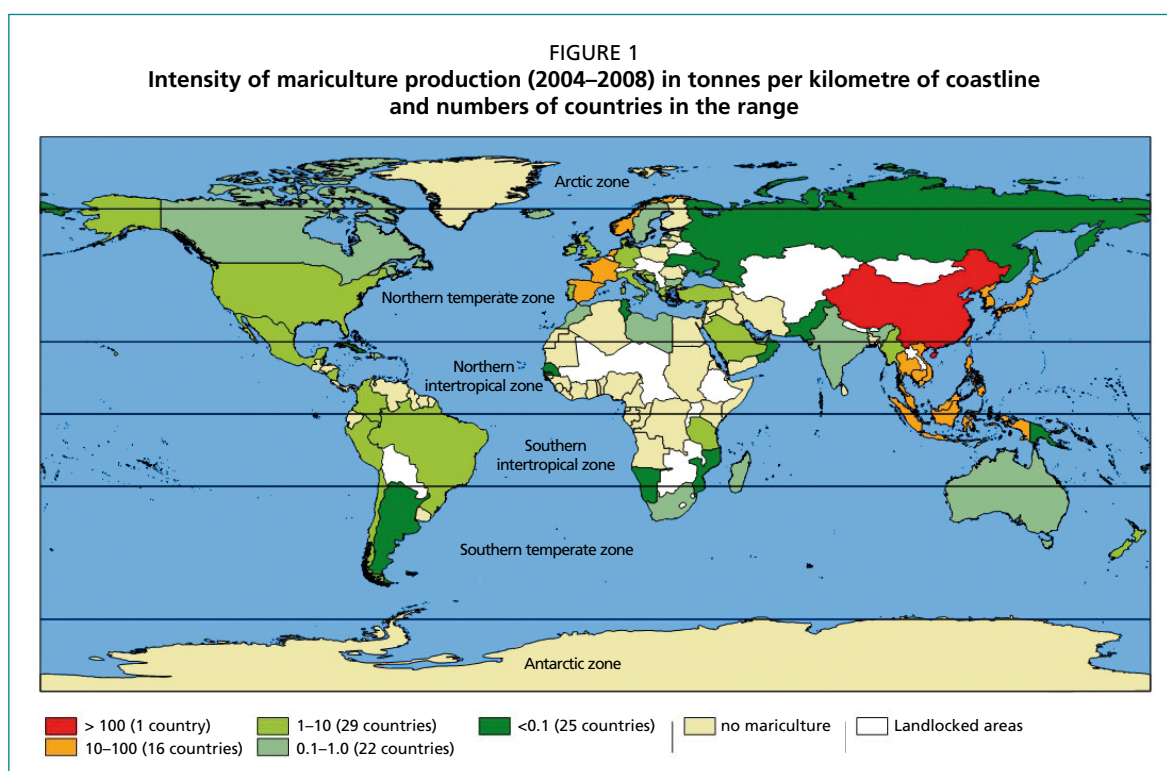 FIGURE 1
Intensity of mariculture production (2004–2008) in tonnes per kilometre of coastline
and numbers of countries in the range
Arctic zone
Northern temperate zone
Northern
intertropical zone
Southern
intertropical zone
Southern temperate zone
Antarctic zone
> 100 (1 country)
10–100 (16 countries)
1–10 (29 countries)
0.1–1.0 (22 countries)
<0.1 (25 countries)
no mariculture
Landlocked areas